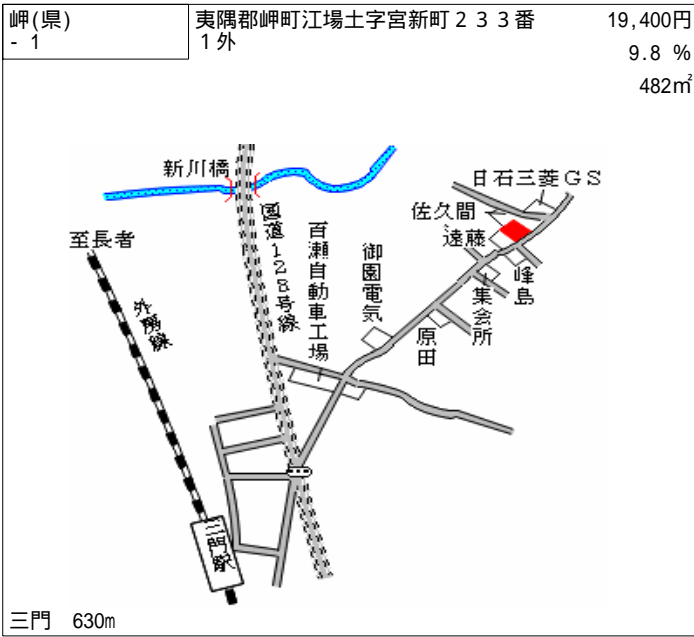 岬(県)
- 1
夷隅郡岬町江場土字宮新町２３３番
１外
19,400円
9.8 %
482㎡
新川橋
日石三菱ＧＳ
佐久間
遠藤
至長者
国道128号線
百瀬自動車工場
御園電気
峰島
集会所
原田
外房線
三門駅
三門 630m